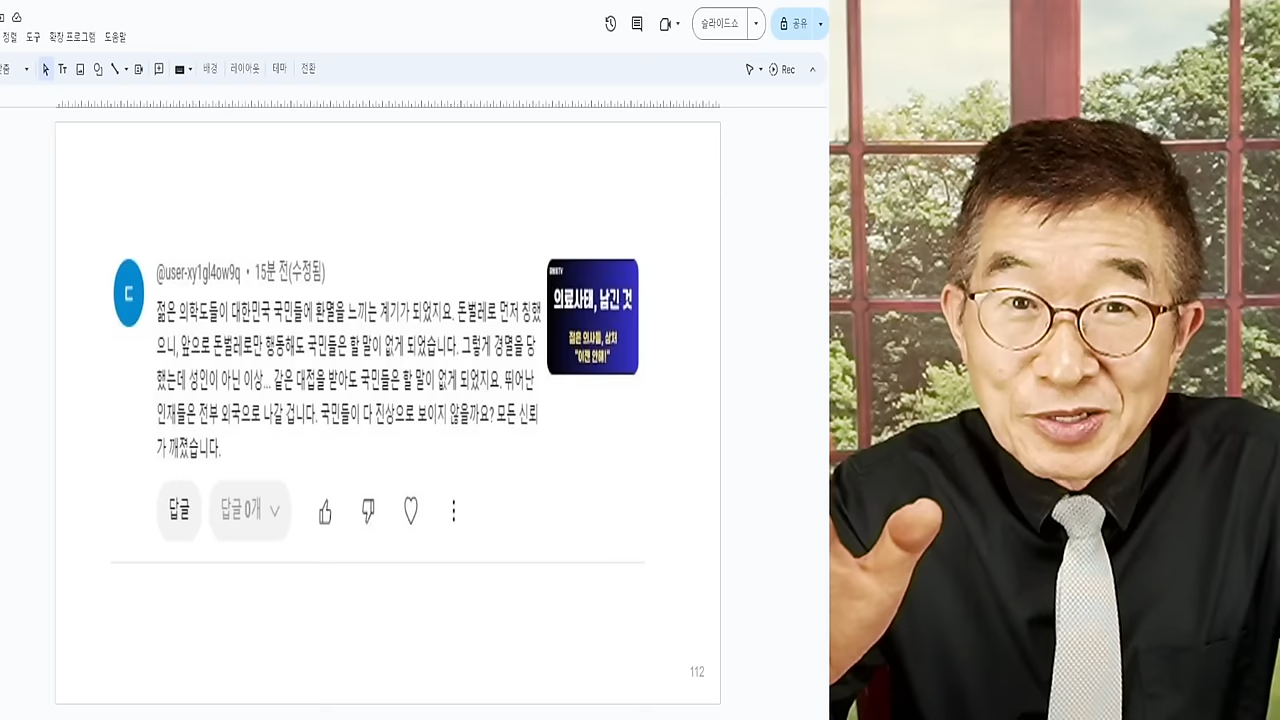 정렬 도구 확장 프로그램 도움말
슬라이드쇼
공유
배경 레이아웃 테마 전환
Rec
ㄷ
@user-xy1gl4ow9q • 15분 전(수정됨)
젊은 의학도들이 대한민국 국민들에 환멸을 느끼는 계기가 되었지요. 돈벌레로 먼저 칭했
으니, 앞으로 돈벌레로만 행동해도 국민들은 할 말이 없게 되었습니다. 그렇게 경멸을 당
했는데 성인이 아닌 이상... 같은 대접을 받아도 국민들은 할 말이 없게 되었지요. 뛰어난
인재들은 전부 외국으로 나갈 겁니다. 국민들이 다 진상으로 보이지 않을까요? 모든 신뢰
가 깨졌습니다.
의료사태, 남긴 것
젊은 의사들, 상처
"이젠 안해!"
답글
답글 0개
112